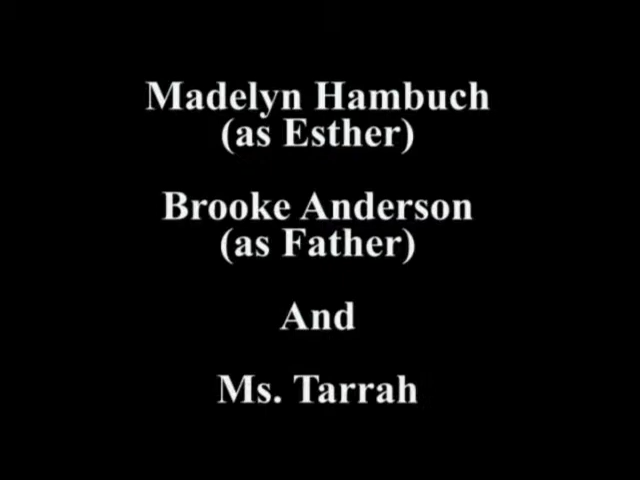 Madelyn Hambuch
(as Esther)
Brooke Anderson
(as Father)
And
Ms. Tarrah